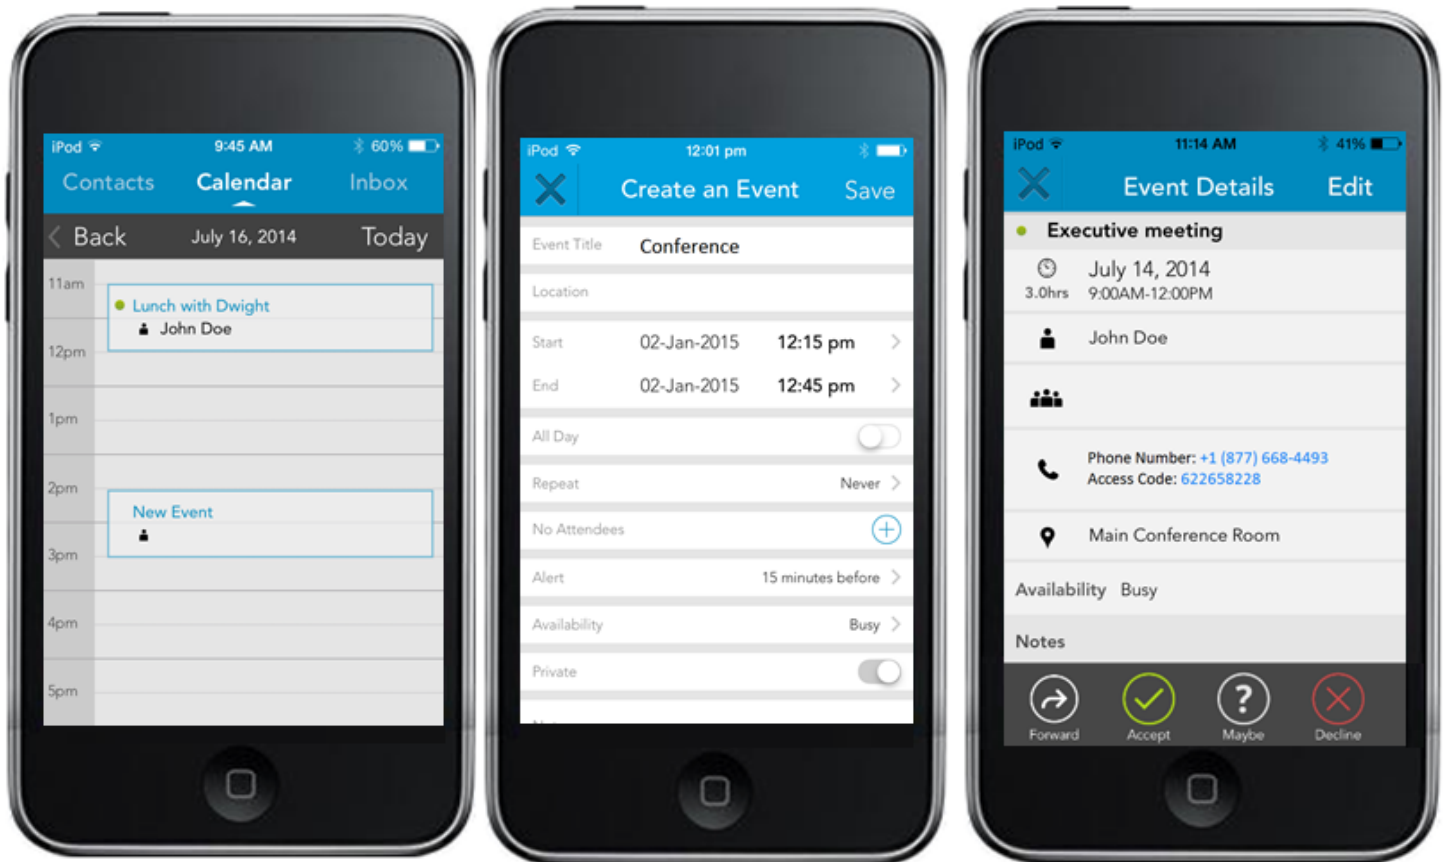 iPod 9:45 AM 60%
Contacts Calendar Inbox
Back July 16, 2014 Today
11am
Lunch with Dwight
John Doe
12pm
1pm
2pm
New Event
3pm
4pm
5pm
iPod 12:01 pm
Create an Event Save
Event Title Conference
Location
Start 02-Jan-2015 12:15 pm
End 02-Jan-2015 12:45 pm
All Day
Repeat Never
No Attendees
Alert 15 minutes before
Availability Busy
Private
iPod 11:14 AM 41%
Event Details Edit
Executive meeting
July 14, 2014
3.0hrs 9:00AM-12:00PM
John Doe
Phone Number: +1 (877) 668-4493
Access Code: 622658228
Main Conference Room
Availability Busy
Notes
Forward Accept Maybe Decline